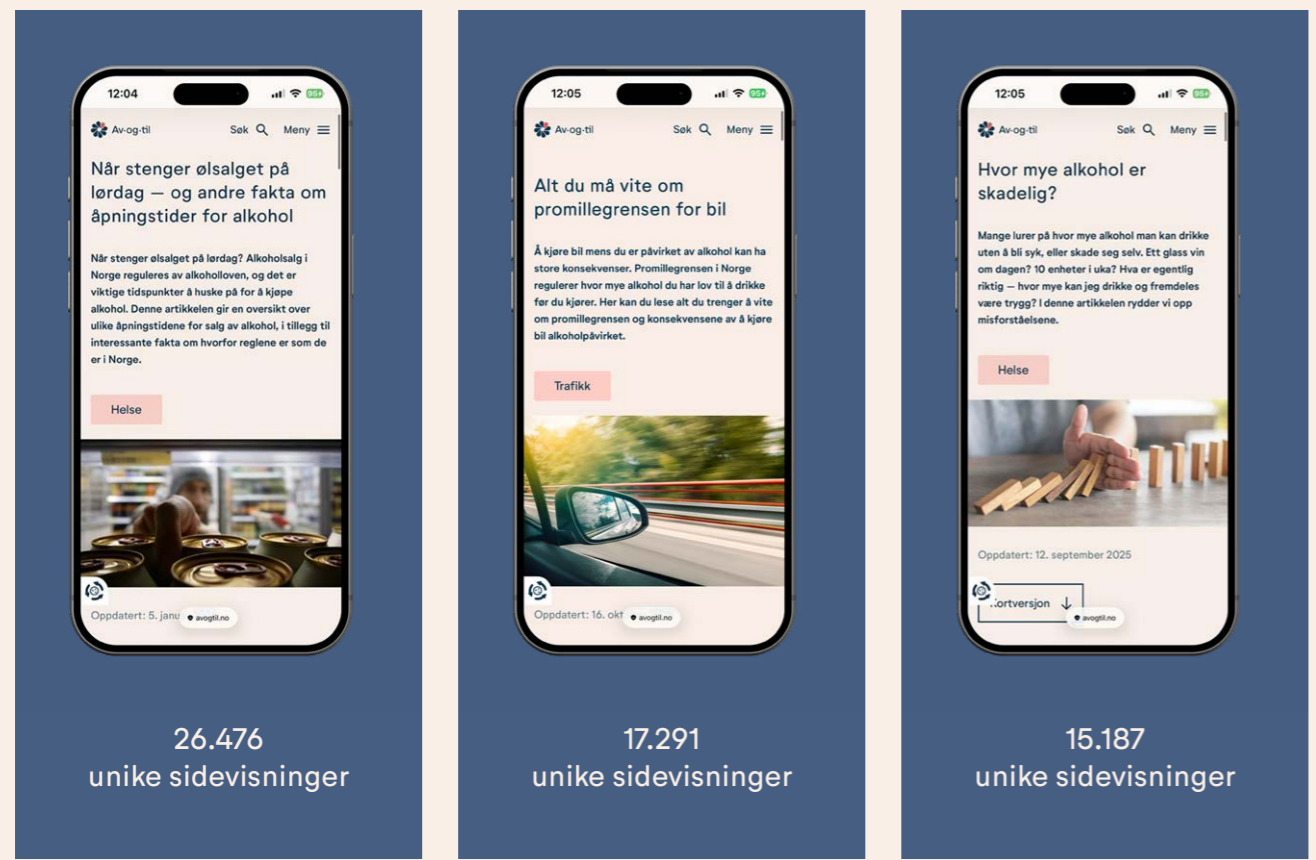 12:04
95
Av-og-til
Søk
Meny
Når stenger ølsalget på
lørdag – og andre fakta om
åpningstider for alkohol
Når stenger ølsalget på lørdag? Alkoholsalg i
Norge reguleres av alkoholloven, og det er
viktige tidspunkter å huske på for å kjøpe
alkohol. Denne artikkelen gir en oversikt over
ulike åpningstidene for salg av alkohol, i tillegg til
interessante fakta om hvorfor reglene er som de
er i Norge.
Helse
Oppdatert: 5. janu
avogtil.no
26.476
unike sidevisninger
12:05
95
Av-og-til
Søk
Meny
Alt du må vite om
promillegrensen for bil
Å kjøre bil mens du er påvirket av alkohol kan ha
store konsekvenser. Promillegrensen i Norge
regulerer hvor mye alkohol du har lov til å drikke
før du kjører. Her kan du lese alt du trenger å vite
om promillegrensen og konsekvensene av å kjøre
bil alkoholpåvirket.
Trafikk
Oppdatert: 16. okt
avogtil.no
17.291
unike sidevisninger
12:05
95
Av-og-til
Søk
Meny
Hvor mye alkohol er
skadelig?
Mange lurer på hvor mye alkohol man kan drikke
uten å bli syk, eller skade seg selv. Ett glass vin
om dagen? 10 enheter i uka? Hva er egentlig
riktig – hvor mye kan jeg drikke og fremdeles
være trygg? I denne artikkelen rydder vi opp
misforståelsene.
Helse
Oppdatert: 12. september 2025
ortversjon
avogtil.no
15.187
unike sidevisninger